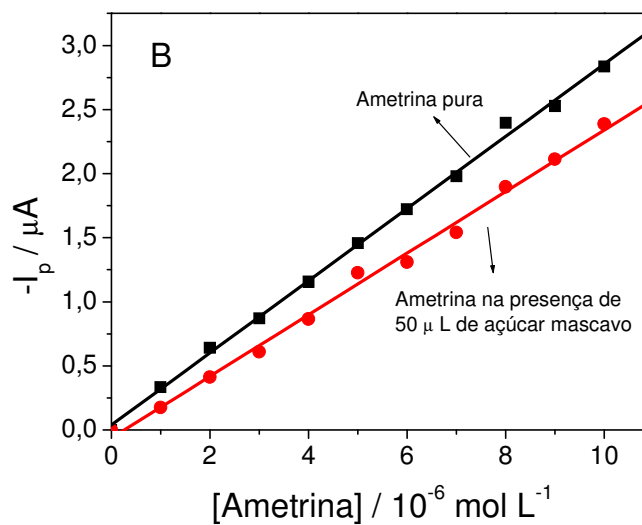 B
3,0
2,5
2,0
1,5
1,0
0,5
0,0
-I_p / μA
Ametrina pura
Ametrina na presença de
50 μ L de açúcar mascavo
0 2 4 6 8 10
[Ametrina] / 10⁻⁶ mol L⁻¹